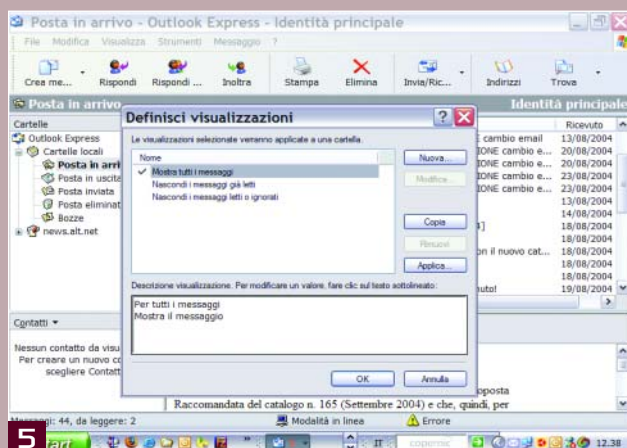 Posta in arrivo - Outlook Express - Identità principale
File Modifica Visualizza Strumenti Messaggio ?
Crea me... Rispondi Rispondi ... Inoltra Stampa Elimina Invia/Ric... Indirizzi Trova
Posta in arrivo Identità principale
Cartelle
Outlook Express
Cartelle locali
Posta in arri
Posta in uscita
Posta inviata
Posta eliminat
Bozze
news.alt.net
Definisci visualizzazioni
Le visualizzazioni selezionate verranno applicate a una cartella.
Nome
Mostra tutti i messaggi
Nascondi i messaggi già letti
Nascondi i messaggi letti o ignorati
Nuova...
Modifica...
Copia
Rimuovi
Applica...
Descrizione visualizzazione. Per modificare un valore, fare clic sul testo sottolineato:
Per tutti i messaggi
Mostra il messaggio
OK Annulla
Ricevuto
E cambio email 13/08/2004
IONE cambio e... 20/08/2004
IONE cambio e... 20/08/2004
IONE cambio e... 23/08/2004
IONE cambio e... 23/08/2004
13/08/2004
14/08/2004
4] 18/08/2004
18/08/2004
on il nuovo cat... 18/08/2004
18/08/2004
18/08/2004
nuto! 19/08/2004
Contatti
Nessun contatto da visu
Per creare un nuovo co
scegliere Contatt
oposta
Raccomandata del catalogo n. 165 (Settembre 2004) e che, quindi, per
Messaggi: 44, da leggere: 2 Modalità in linea Errore
5
start IT copernic 12.38